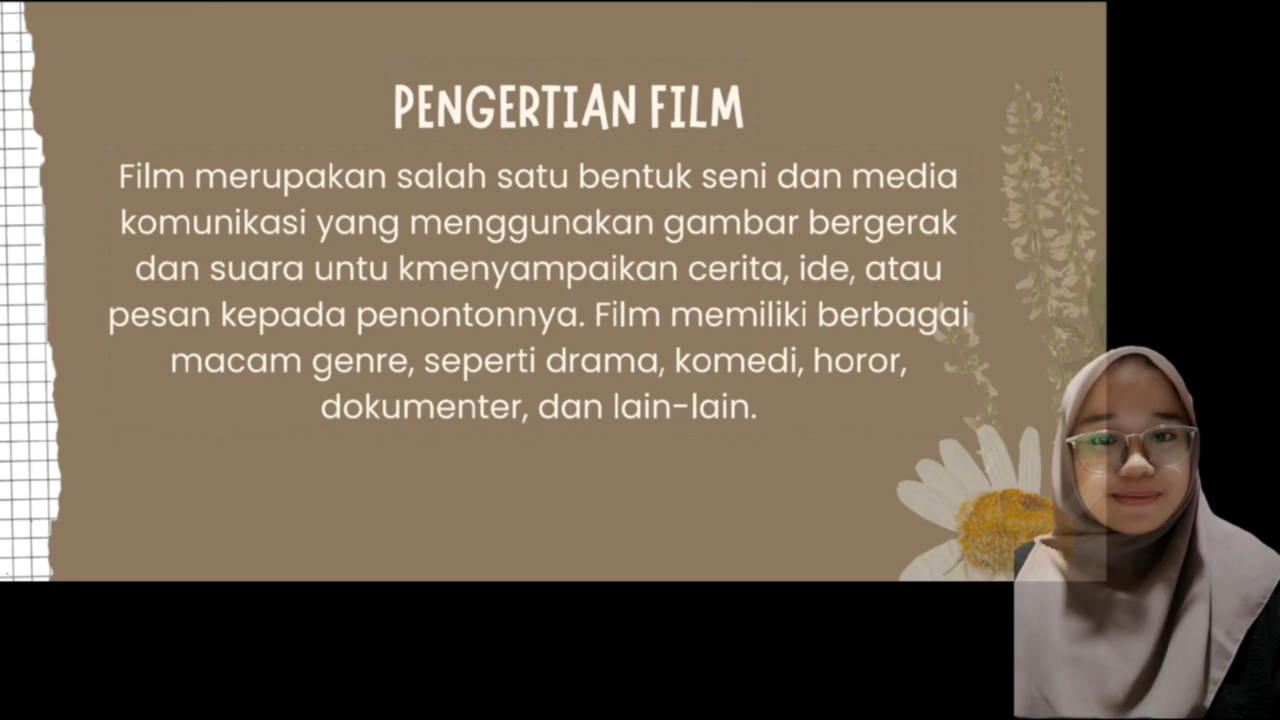 PENGERTIAN FILM
Film merupakan salah satu bentuk seni dan media
komunikasi yang menggunakan gambar bergerak
dan suara untu kmenyampaikan cerita, ide, atau
pesan kepada penontonnya. Film memiliki berbagai
macam genre, seperti drama, komedi, horor,
dokumenter, dan lain-lain.